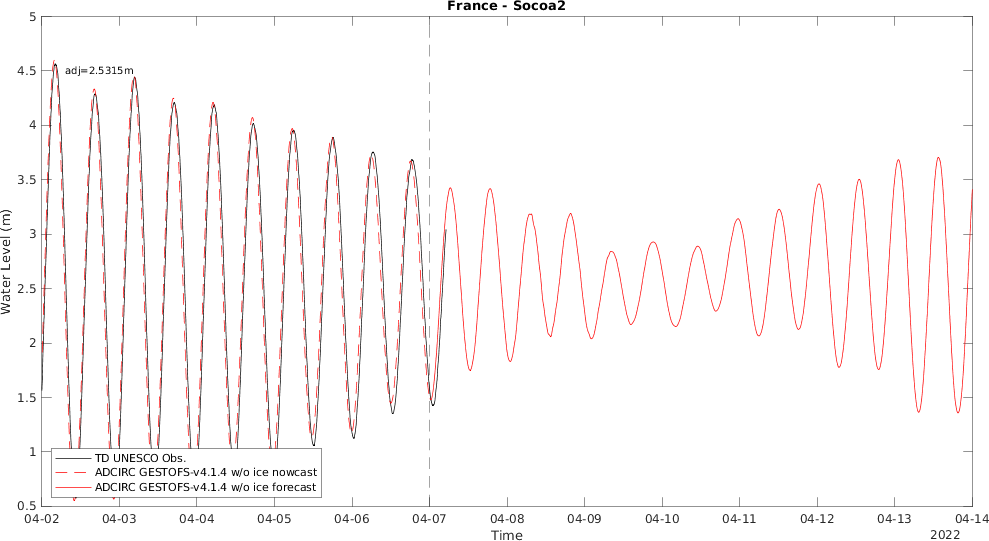 France - Socoa2
5
4.5
4
3.5
3
2.5
2
1.5
1
0.5
Water Level (m)
adj=2.5315m
TD UNESCO Obs.
ADCIRC GESTOFS-v4.1.4 w/o ice nowcast
ADCIRC GESTOFS-v4.1.4 w/o ice forecast
04-02 04-03 04-04 04-05 04-06 04-07 04-08 04-09 04-10 04-11 04-12 04-13 04-14
Time
2022